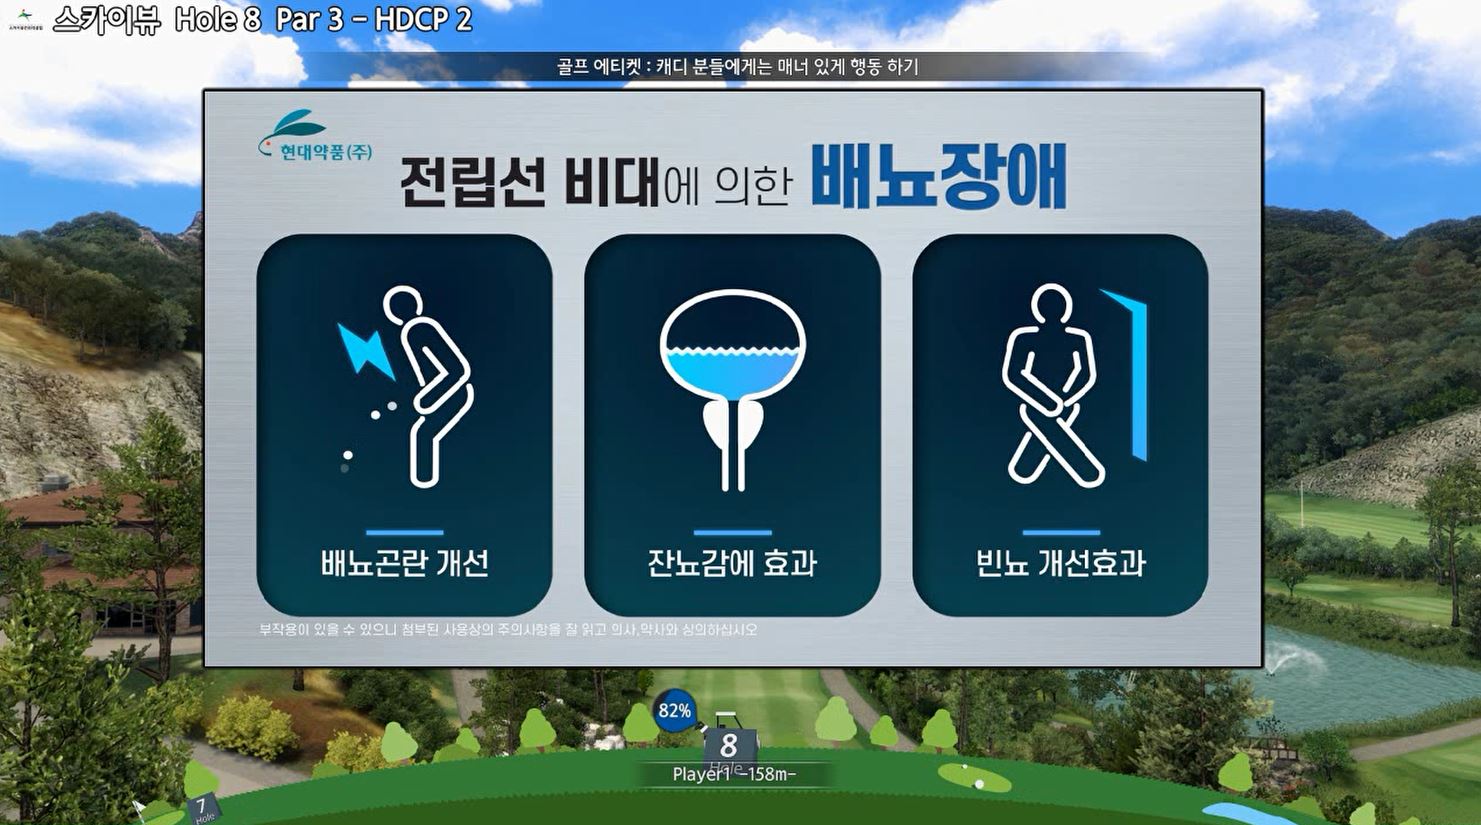 스카이뷰 Hole 8 Par 3 - HDCP 2
골프 에티켓 : 캐디 분들에게는 매너 있게 행동 하기
현대약품(주)
전립선 비대에 의한 배뇨장애
배뇨곤란 개선
잔뇨감에 효과
빈뇨 개선효과
부작용이 있을 수 있으니 첨부된 사용상의 주의사항을 잘 읽고 의사,약사와 상의하십시오
82%
8
Hole
Player1 -158m-
7
Hole